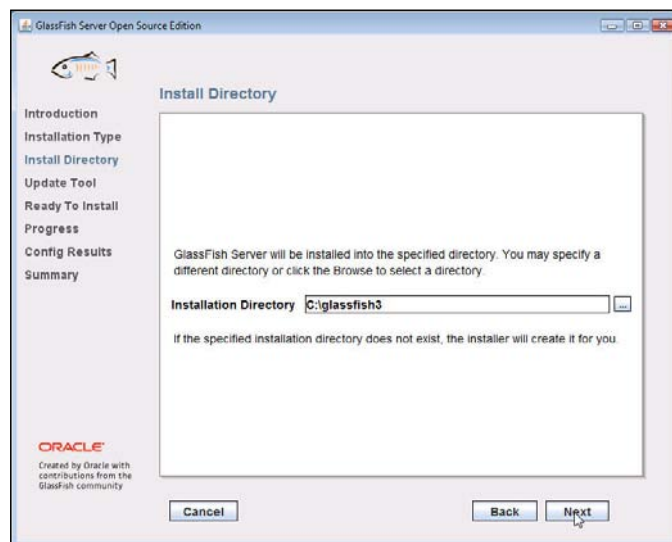 GlassFish Server Open Source Edition
Install Directory
Introduction
Installation Type
Install Directory
Update Tool
Ready To Install
Progress
Config Results
Summary
GlassFish Server will be installed into the specified directory. You may specify a
different directory or click the Browse to select a directory.
Installation Directory C:\glassfish3 ...
If the specified installation directory does not exist, the installer will create it for you.
ORACLE
Created by Oracle with
contributions from the
GlassFish community
Cancel Back Next